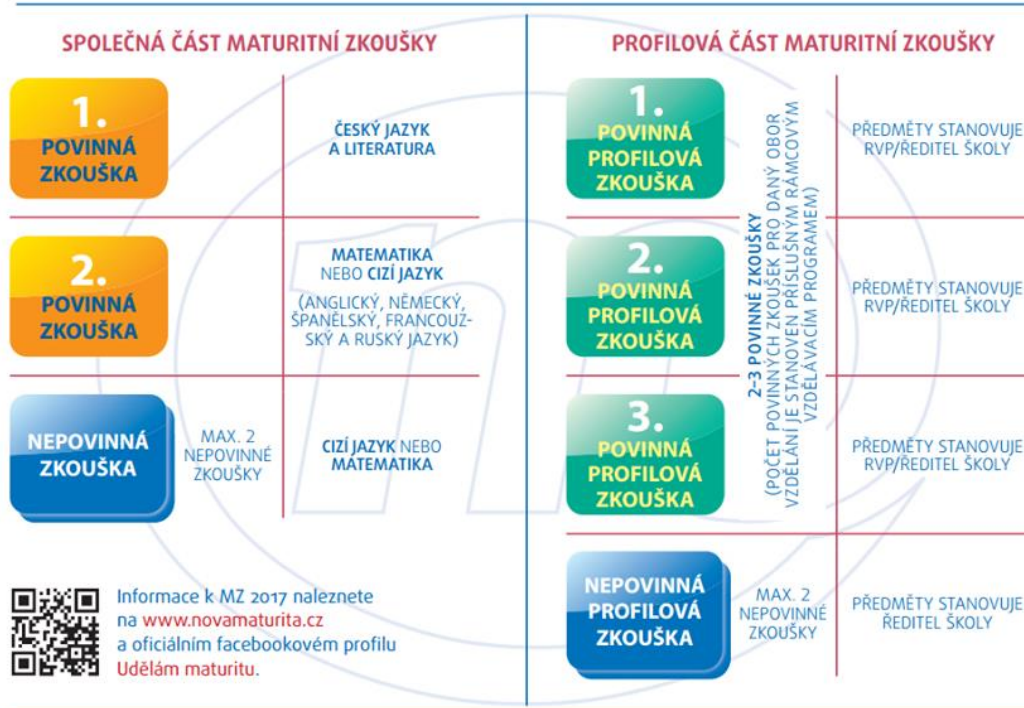 SPOLEČNÁ ČÁST MATURITNÍ ZKOUŠKY
1.
POVINNÁ
ZKOUŠKA
ČESKÝ JAZYK
A LITERATURA
2.
POVINNÁ
ZKOUŠKA
MATEMATIKA
NEBO CIZÍ JAZYK
(ANGLICKÝ, NĚMECKÝ,
ŠPANĚLSKÝ, FRANCOUZ-
SKÝ A RUSKÝ JAZYK)
NEPOVINNÁ
ZKOUŠKA
MAX. 2
NEPOVINNÉ
ZKOUŠKY
CIZÍ JAZYK NEBO
MATEMATIKA
Informace k MZ 2017 naleznete
na www.novamaturita.cz
a oficiálním facebookovém profilu
Udělám maturitu.
PROFILOVÁ ČÁST MATURITNÍ ZKOUŠKY
1.
POVINNÁ
PROFILOVÁ
ZKOUŠKA
PŘEDMĚTY STANOVUJE
RVP/ŘEDITEL ŠKOLY
2.
POVINNÁ
PROFILOVÁ
ZKOUŠKA
PŘEDMĚTY STANOVUJE
RVP/ŘEDITEL ŠKOLY
3.
POVINNÁ
PROFILOVÁ
ZKOUŠKA
PŘEDMĚTY STANOVUJE
RVP/ŘEDITEL ŠKOLY
2–3 POVINNÉ ZKOUŠKY
(POČET POVINNÝCH ZKOUŠEK PRO DANÝ OBOR
VZDĚLÁNÍ JE STANOVEN PŘÍSLUŠNÝM RÁMCOVÝM
VZDĚLÁVACÍM PROGRAMEM)
NEPOVINNÁ
PROFILOVÁ
ZKOUŠKA
MAX. 2
NEPOVINNÉ
ZKOUŠKY
PŘEDMĚTY STANOVUJE
ŘEDITEL ŠKOLY